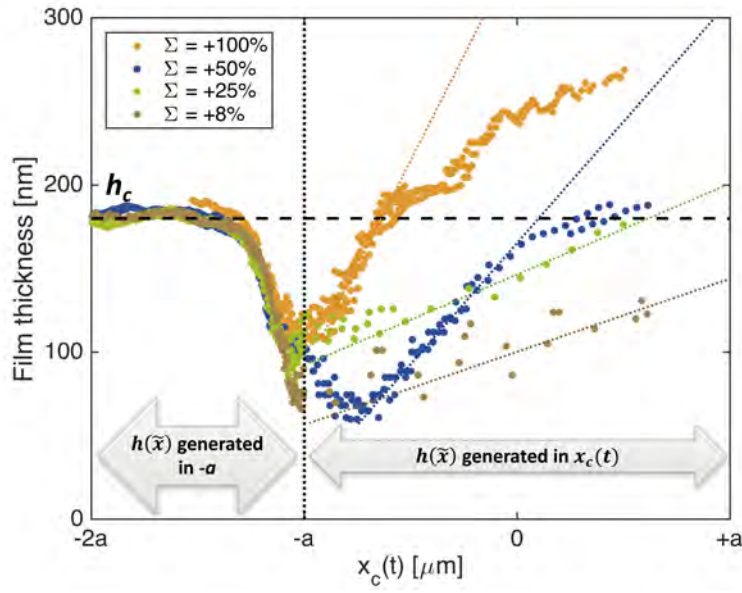 300
200
100
0
Film thickness [nm]
Σ = +100%
Σ = +50%
Σ = +25%
Σ = +8%
h_c
h(x̃) generated
in -a
h(x̃) generated in x_c(t)
-2a
-a
0
+a
x_c(t) [μm]